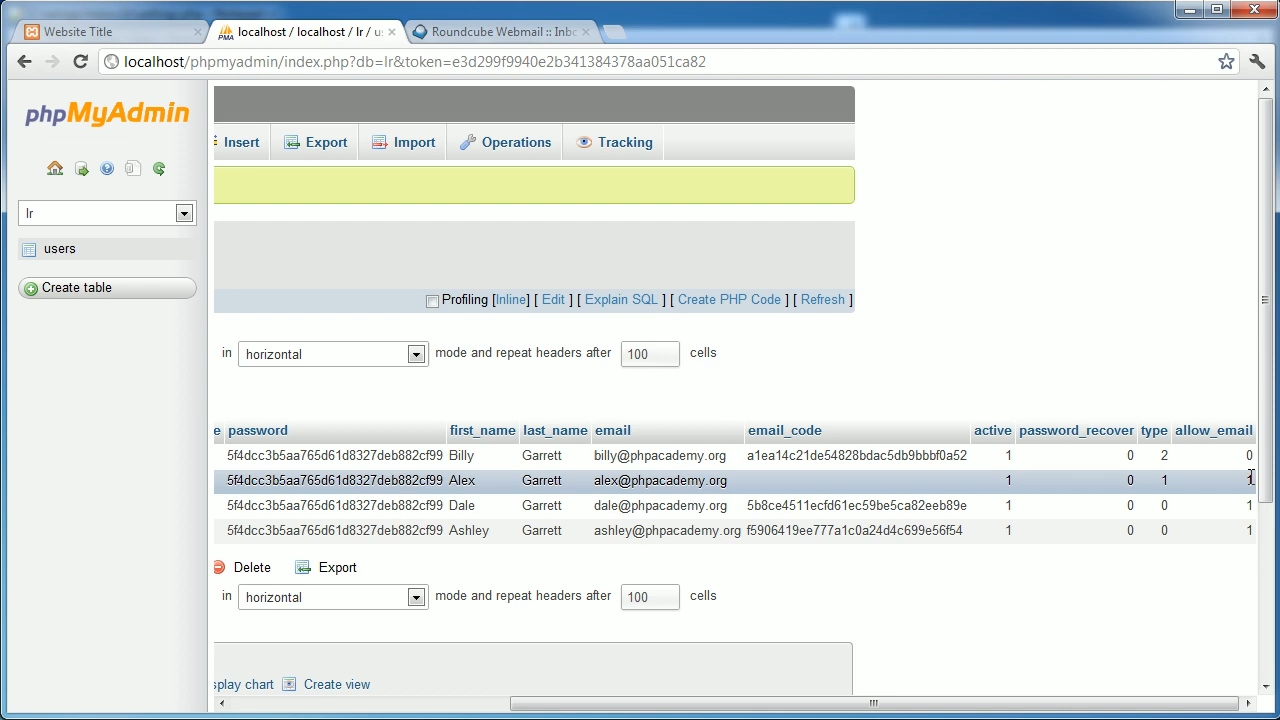 Website Title
localhost / localhost / lr / u
Roundcube Webmail :: Inbo
localhost/phpmyadmin/index.php?db=lr&token=e3d299f9940e2b341384378aa051ca82
phpMyAdmin
lr
users
Create table
Insert Export Import Operations Tracking
Profiling [Inline] [ Edit ] [ Explain SQL ] [ Create PHP Code ] [ Refresh ]
in horizontal mode and repeat headers after 100 cells
e password first_name last_name email email_code active password_recover type allow_email
5f4dcc3b5aa765d61d8327deb882cf99 Billy Garrett billy@phpacademy.org a1ea14c21de54828bdac5db9bbbf0a52 1 0 2 0
5f4dcc3b5aa765d61d8327deb882cf99 Alex Garrett alex@phpacademy.org 1 0 1 1
5f4dcc3b5aa765d61d8327deb882cf99 Dale Garrett dale@phpacademy.org 5b8ce4511ecfd61ec59be5ca82eeb89e 1 0 0 1
5f4dcc3b5aa765d61d8327deb882cf99 Ashley Garrett ashley@phpacademy.org f5906419ee777a1c0a24d4c699e56f54 1 0 0 1
Delete Export
in horizontal mode and repeat headers after 100 cells
splay chart Create view